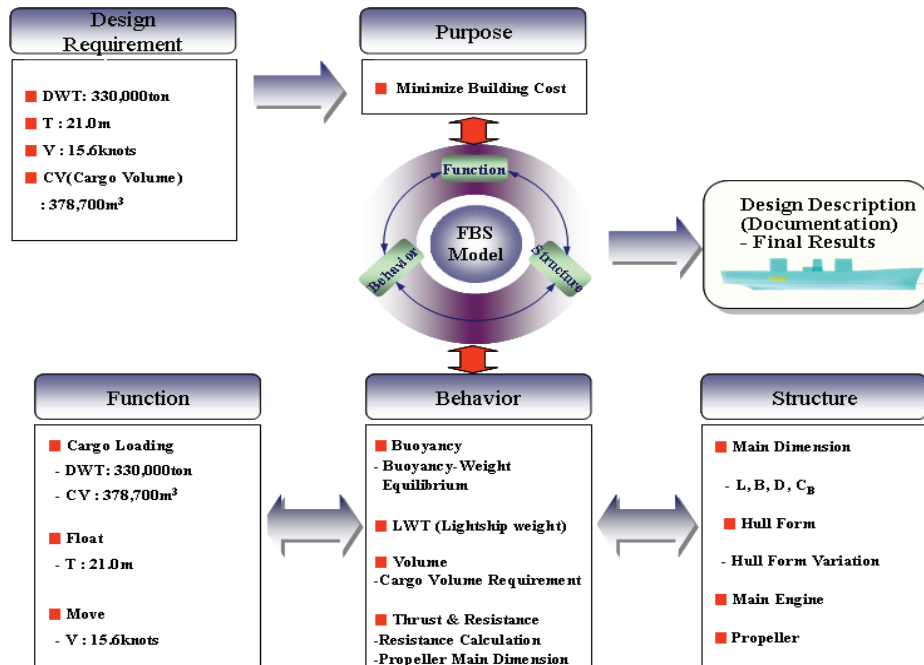 Design
Requirement
DWT: 330,000ton
T : 21.0m
V : 15.6knots
CV(Cargo Volume)
: 378,700m³
Purpose
Minimize Building Cost
Function
FBS
Model
Behavior
Structure
Design Description
(Documentation)
- Final Results
Function
Cargo Loading
- DWT: 330,000ton
- CV : 378,700m³
Float
- T : 21.0m
Move
- V : 15.6knots
Behavior
Buoyancy
- Buoyancy-Weight
Equilibrium
LWT (Lightship weight)
Volume
-Cargo Volume Requirement
Thrust & Resistance
-Resistance Calculation
-Propeller Main Dimension
Structure
Main Dimension
- L, B, D, C_B
Hull Form
- Hull Form Variation
Main Engine
Propeller